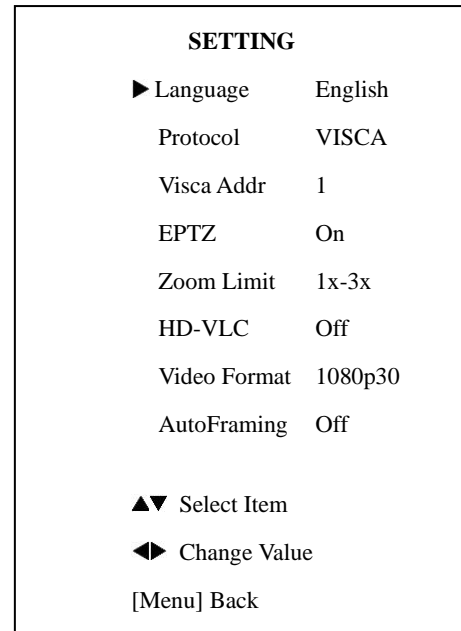 SETTING
▶ Language English
Protocol VISCA
Visca Addr 1
EPTZ On
Zoom Limit 1x-3x
HD-VLC Off
Video Format 1080p30
AutoFraming Off
▲▼ Select Item
◀▶ Change Value
[Menu] Back